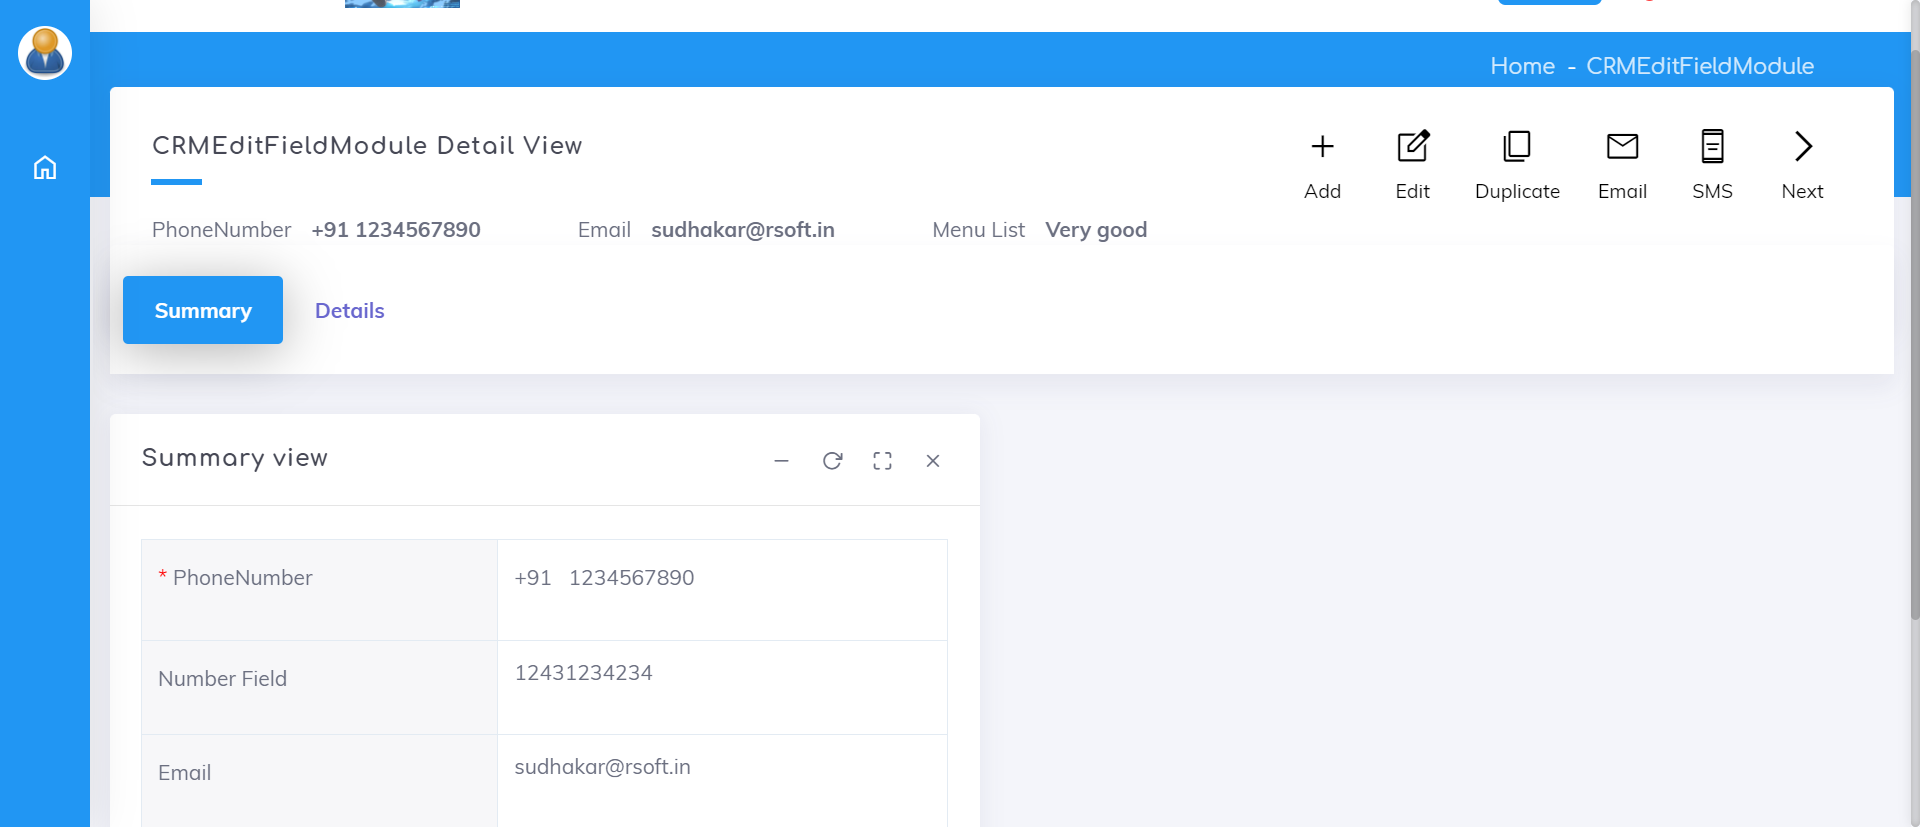 Home - CRMEditFieldModule
CRMEditFieldModule Detail View
Add Edit Duplicate Email SMS Next
PhoneNumber +91 1234567890 Email sudhakar@rsoft.in Menu List Very good
Summary Details
Summary view
* PhoneNumber +91 1234567890
Number Field 12431234234
Email sudhakar@rsoft.in